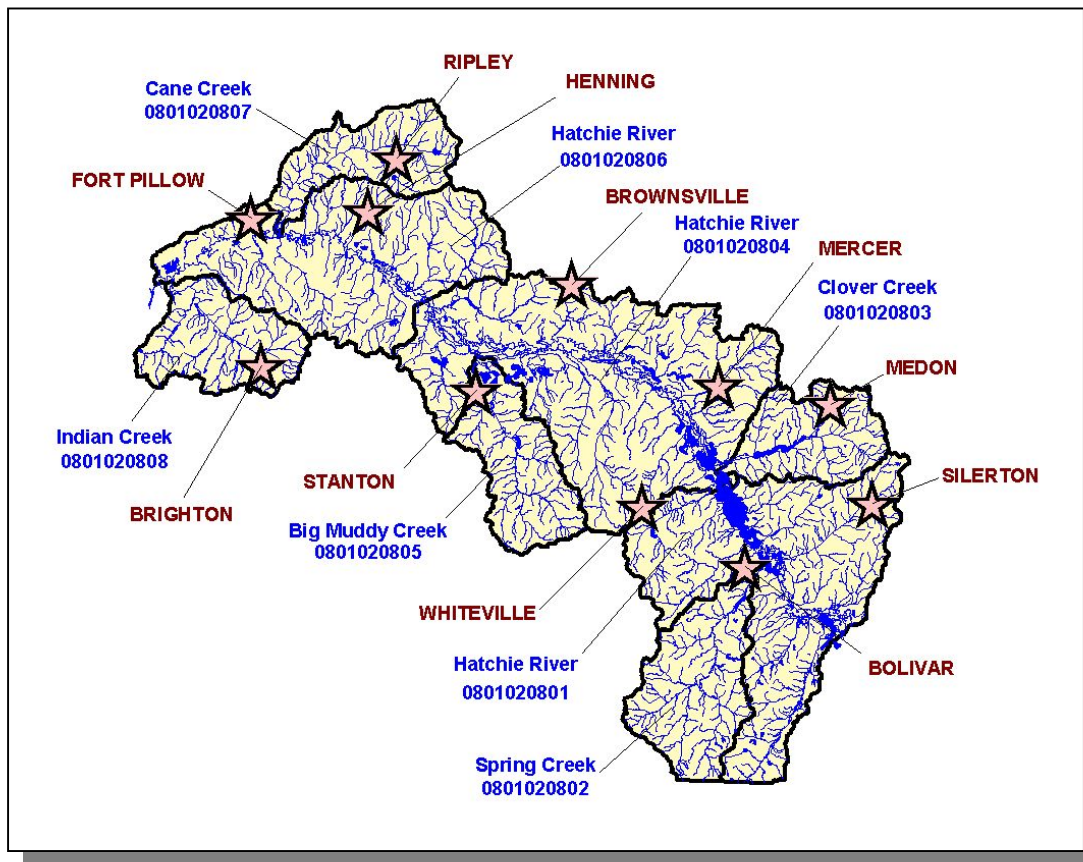 RIPLEY
HENNING
Cane Creek
0801020807
Hatchie River
0801020806
FORT PILLOW
BROWNSVILLE
Hatchie River
0801020804
MERCER
Clover Creek
0801020803
MEDON
Indian Creek
0801020808
STANTON
SILERTON
BRIGHTON
Big Muddy Creek
0801020805
WHITEVILLE
Hatchie River
0801020801
BOLIVAR
Spring Creek
0801020802